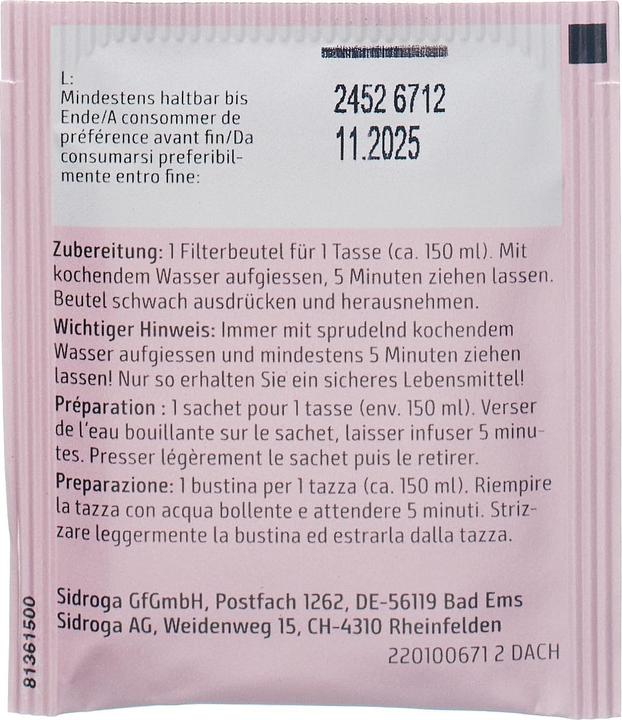 L:
Mindestens haltbar bis
Ende/A consommer de
préférence avant fin/Da
consumarsi preferibil-
mente entro fine:
2452 6712
11.2025
Zubereitung: 1 Filterbeutel für 1 Tasse (ca. 150 ml). Mit
kochendem Wasser aufgiessen, 5 Minuten ziehen lassen.
Beutel schwach ausdrücken und herausnehmen.
Wichtiger Hinweis: Immer mit sprudelnd kochendem
Wasser aufgiessen und mindestens 5 Minuten ziehen
lassen! Nur so erhalten Sie ein sicheres Lebensmittel!
Préparation : 1 sachet pour 1 tasse (env. 150 ml). Verser
de l'eau bouillante sur le sachet, laisser infuser 5 minu-
tes. Presser légèrement le sachet puis le retirer.
Preparazione: 1 bustina per 1 tazza (ca. 150 ml). Riempire
la tazza con acqua bollente e attendere 5 minuti. Striz-
zare leggermente la bustina ed estrarla dalla tazza.
Sidroga GfGmbH, Postfach 1262, DE-56119 Bad Ems
Sidroga AG, Weidenweg 15, CH-4310 Rheinfelden
220100671 2 DACH
81361500